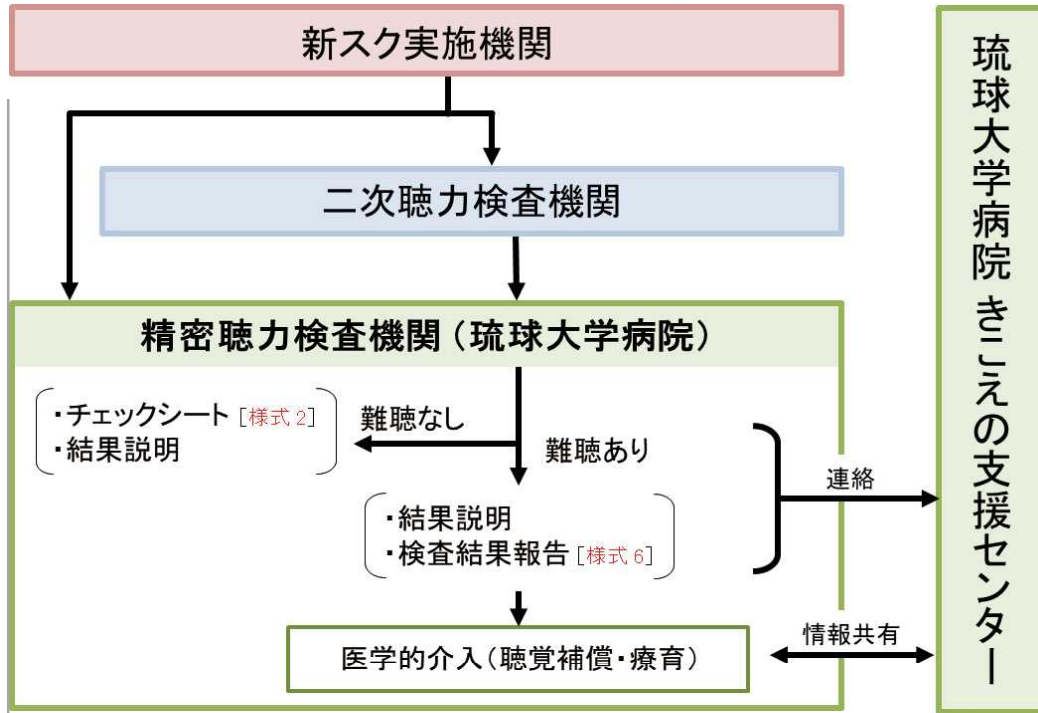 新スク実施機関
二次聴力検査機関
精密聴力検査機関（琉球大学病院）
・チェックシート［様式2］
・結果説明
難聴なし
難聴あり
・結果説明
・検査結果報告［様式6］
医学的介入（聴覚補償・療育）
連絡
情報共有
琉球大学病院 きこえの支援センター